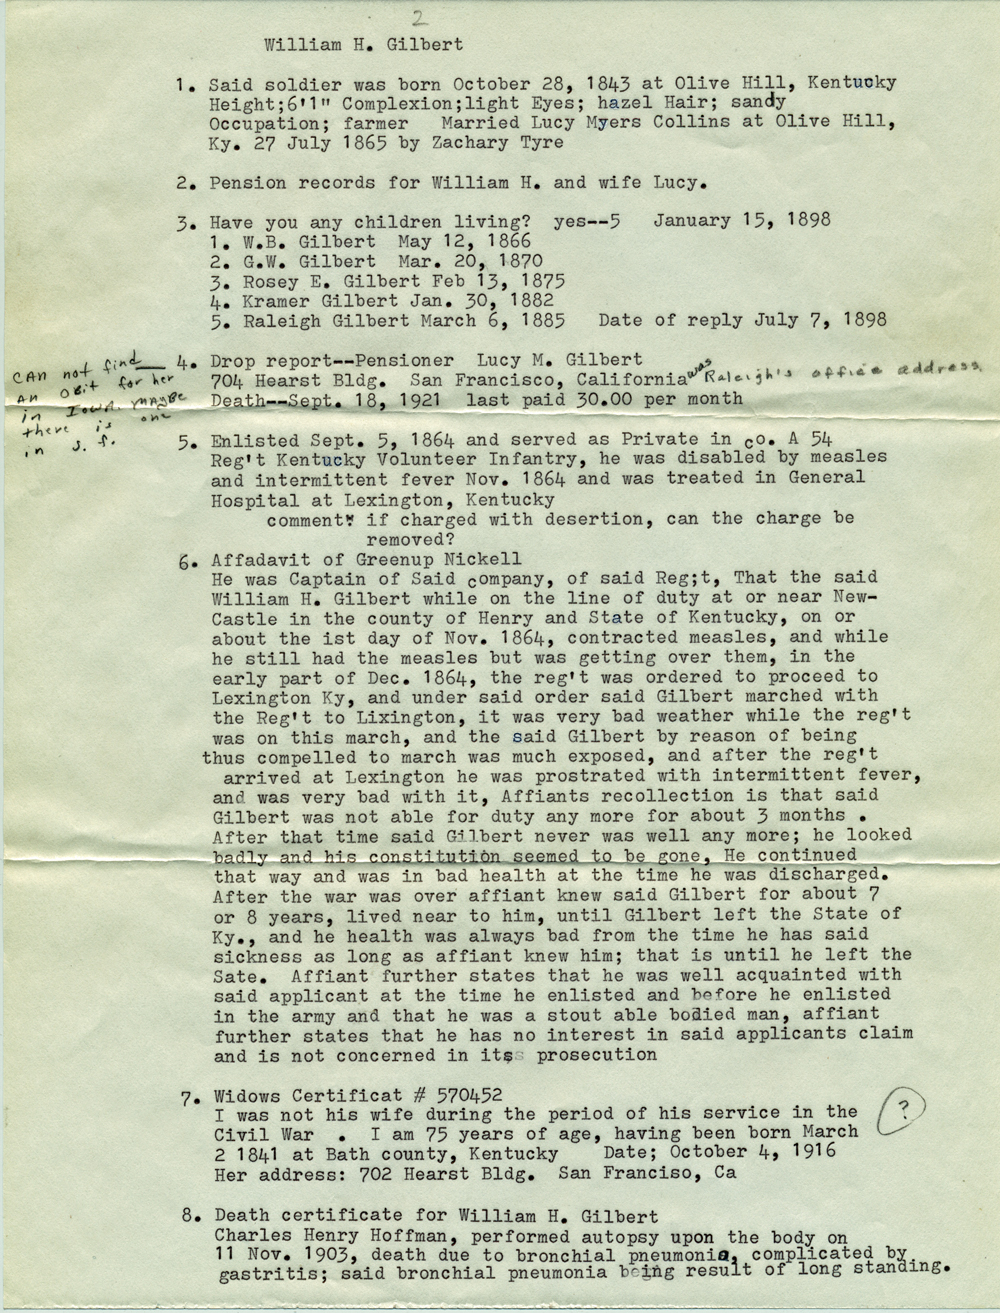 2
William H. Gilbert
1. Said soldier was born October 28, 1843 at Olive Hill, Kentucky
Height;6'1" Complexion;light Eyes; hazel Hair; sandy
Occupation; farmer Married Lucy Myers Collins at Olive Hill,
Ky. 27 July 1865 by Zachary Tyre
2. Pension records for William H. and wife Lucy.
3. Have you any children living? yes--5 January 15, 1898
1. W.B. Gilbert May 12, 1866
2. G.W. Gilbert Mar. 20, 1870
3. Rosey E. Gilbert Feb 13, 1875
4. Kramer Gilbert Jan. 30, 1882
5. Raleigh Gilbert March 6, 1885 Date of reply July 7, 1898
4. Drop report--Pensioner Lucy M. Gilbert
704 Hearst Bldg. San Francisco, California was Raleigh's office address.
Death--Sept. 18, 1921 last paid 30.00 per month
CAN not find
AN OBit for her
in Iowa. MAYBe
there is one
in S. F.
5. Enlisted Sept. 5, 1864 and served as Private in co. A 54
Reg't Kentucky Volunteer Infantry, he was disabled by measles
and intermittent fever Nov. 1864 and was treated in General
Hospital at Lexington, Kentucky
comment: if charged with desertion, can the charge be
removed?
6. Affadavit of Greenup Nickell
He was Captain of Said company, of said Reg;t, That the said
William H. Gilbert while on the line of duty at or near New-
Castle in the county of Henry and State of Kentucky, on or
about the ist day of Nov. 1864, contracted measles, and while
he still had the measles but was getting over them, in the
early part of Dec. 1864, the reg't was ordered to proceed to
Lexington Ky, and under said order said Gilbert marched with
the Reg't to Lixington, it was very bad weather while the reg't
was on this march, and the said Gilbert by reason of being
thus compelled to march was much exposed, and after the reg't
arrived at Lexington he was prostrated with intermittent fever,
and was very bad with it, Affiants recollection is that said
Gilbert was not able for duty any more for about 3 months .
After that time said Gilbert never was well any more; he looked
badly and his constitution seemed to be gone, He continued
that way and was in bad health at the time he was discharged.
After the war was over affiant knew said Gilbert for about 7
or 8 years, lived near to him, until Gilbert left the State of
Ky., and he health was always bad from the time he has said
sickness as long as affiant knew him; that is until he left the
Sate. Affiant further states that he was well acquainted with
said applicant at the time he enlisted and before he enlisted
in the army and that he was a stout able bodied man, affiant
further states that he has no interest in said applicants claim
and is not concerned in its prosecution
7. Widows Certificat # 570452
I was not his wife during the period of his service in the
Civil War . I am 75 years of age, having been born March
2 1841 at Bath county, Kentucky Date; October 4, 1916
Her address: 702 Hearst Bldg. San Franciso, Ca
?
8. Death certificate for William H. Gilbert
Charles Henry Hoffman, performed autopsy upon the body on
11 Nov. 1903, death due to bronchial pneumonia, complicated by
gastritis; said bronchial pneumonia being result of long standing.